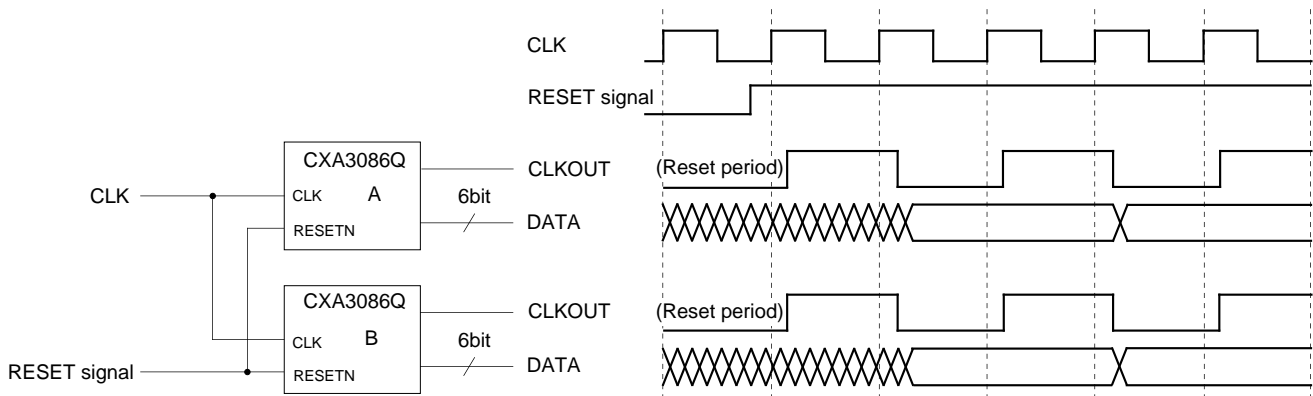 CLK
RESET signal
CXA3086Q
CLK
A
RESETN
6bit
CLKOUT
DATA
(Reset period)
CLK
CXA3086Q
CLK
B
RESETN
6bit
CLKOUT
DATA
(Reset period)
RESET signal